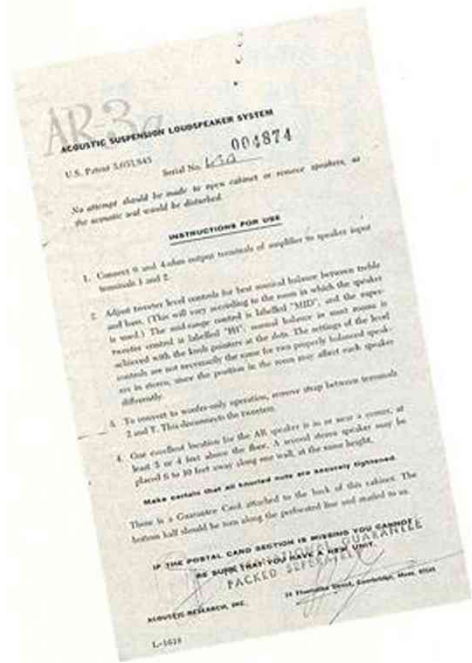 AR-3a
ACOUSTIC SUSPENSION LOUDSPEAKER SYSTEM
004874
U.S. Patent 3,031,845 Serial No.
No attempt should be made to open cabinet or remove speakers, as
the acoustic seal would be disturbed.
INSTRUCTIONS FOR USE
1. Connect 0 and 4-ohm output terminals of amplifier to speaker input
terminals 1 and 2.
2. Adjust tweeter level controls for best musical balance between treble
and bass. (This will vary according to the room in which the speaker
is used.) The mid-range control is labelled "MID", and the super-
tweeter control is labelled "HI". normal balance in most rooms is
achieved with the knob pointers at the dots. The settings of the level
controls are not necessarily the same for two properly balanced speak-
ers in stereo, since the position in the room may affect each speaker
differently.
3. To convert to woofer-only operation, remove strap between terminals
2 and T. This disconnects the tweeters.
4. One excellent location for the AR speaker is in or near a corner, at
least 3 or 4 feet above the floor. A second stereo speaker may be
placed 6 to 10 feet away along one wall, at the same height.
Make certain that all knurled nuts are securely tightened.
There is a Guarantee Card attached to the back of this cabinet. The
bottom half should be torn along the perforated line and mailed to us.
IF THE POSTAL CARD SECTION IS MISSING YOU CANNOT
BE SURE THAT YOU HAVE A NEW UNIT.
GUARANTEE
PACKED SEPERATELY
ACOUSTIC RESEARCH, INC. 24 Thorndike Street, Cambridge, Mass. 02141
L-1618